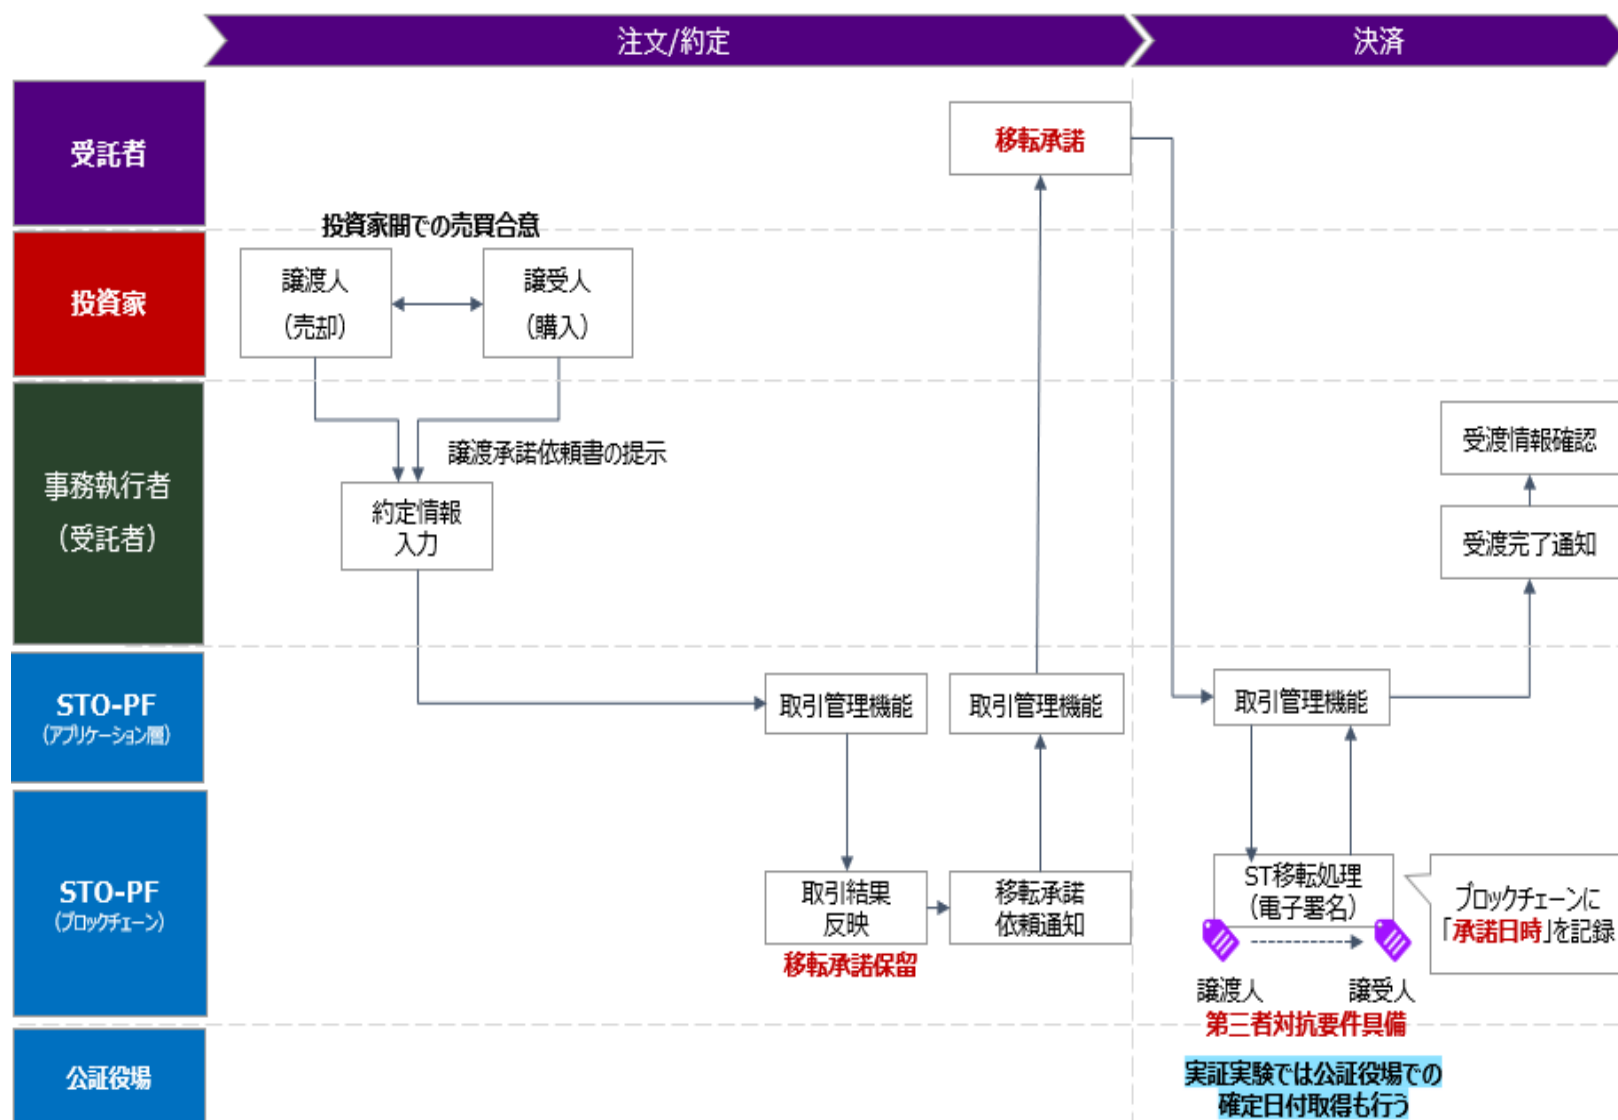 注文/約定
決済
受託者
移転承諾
投資家間での売買合意
投資家
譲渡人
（売却）
譲受人
（購入）
事務執行者
（受託者）
譲渡承諾依頼書の提示
約定情報
入力
受渡情報確認
受渡完了通知
STO-PF
（アプリケーション層）
取引管理機能
取引管理機能
取引管理機能
STO-PF
（ブロックチェーン）
取引結果
反映
移転承諾保留
移転承諾
依頼通知
ST移転処理
（電子署名）
ブロックチェーンに
「承諾日時」を記録
譲渡人
譲受人
第三者対抗要件具備
公証役場
実証実験では公証役場での
確定日付取得も行う